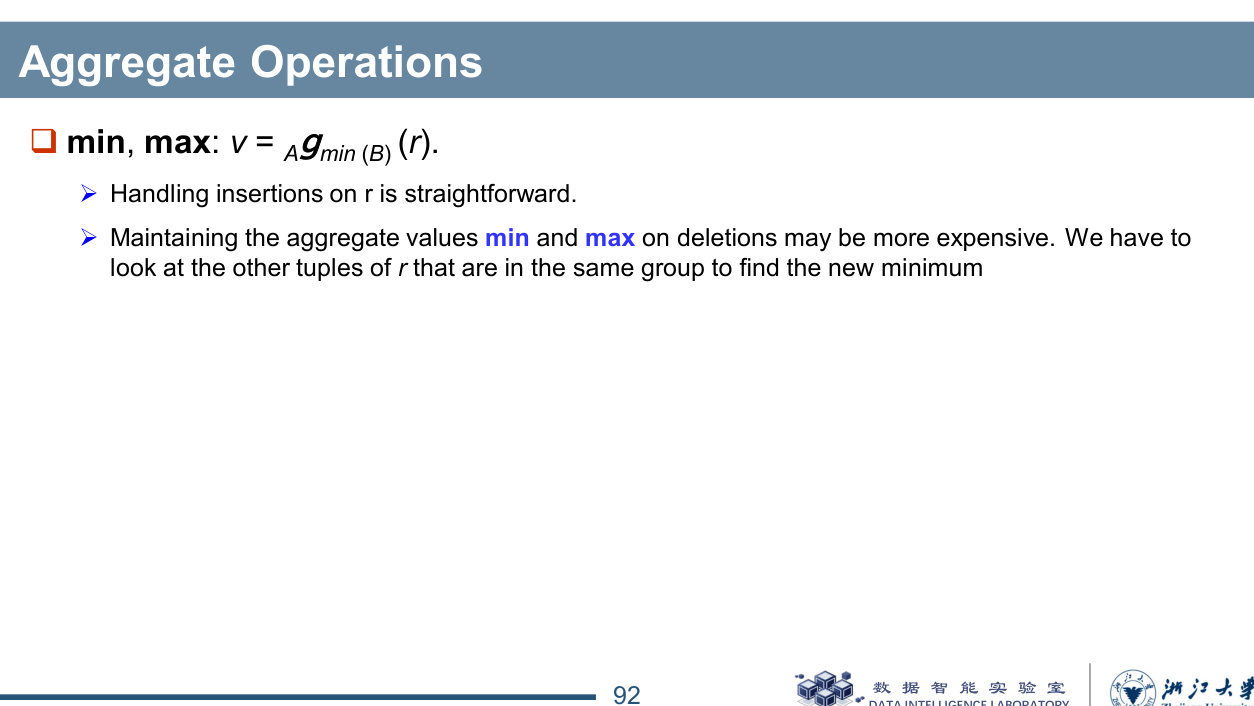 Aggregate Operations
min, max: v = A g min (B) (r).
Handling insertions on r is straightforward.
Maintaining the aggregate values min and max on deletions may be more expensive. We have to
look at the other tuples of r that are in the same group to find the new minimum
92
数据智能实验室
DATA INTELLIGENCE LABORATORY
浙江大学
Zhejiang University